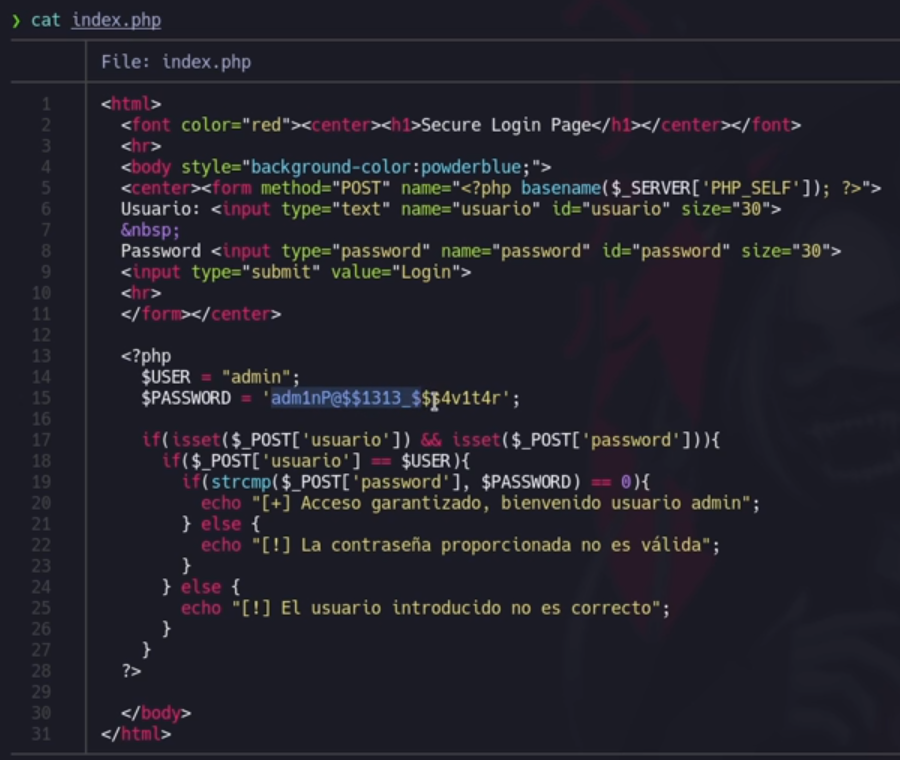 ❯ cat index.php
File: index.php
1 <html>
2 <font color="red"><center><h1>Secure Login Page</h1></center></font>
3 <hr>
4 <body style="background-color:powderblue;">
5 <center><form method="POST" name="<?php basename($_SERVER['PHP_SELF']); ?>">
6 Usuario: <input type="text" name="usuario" id="usuario" size="30">
7 &nbsp;
8 Password <input type="password" name="password" id="password" size="30">
9 <input type="submit" value="Login">
10 <hr>
11 </form></center>
12
13 <?php
14 $USER = "admin";
15 $PASSWORD = 'adm1nP@$$1313_$$$4v1t4r';
16
17 if(isset($_POST['usuario']) && isset($_POST['password'])){
18 if($_POST['usuario'] == $USER){
19 if(strcmp($_POST['password'], $PASSWORD) == 0){
20 echo "[+] Acceso garantizado, bienvenido usuario admin";
21 } else {
22 echo "[!] La contraseña proporcionada no es válida";
23 }
24 } else {
25 echo "[!] El usuario introducido no es correcto";
26 }
27 }
28 ?>
29
30 </body>
31 </html>